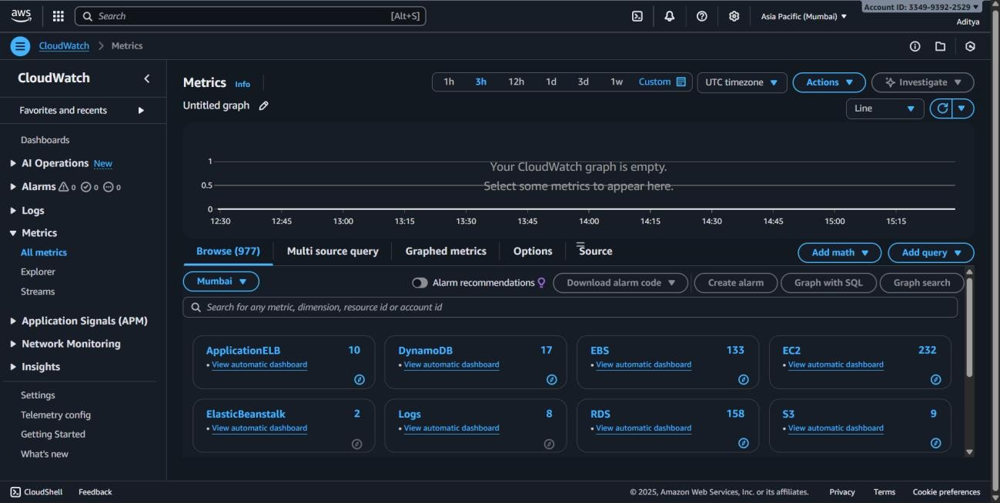 aws
Search [Alt+S]
Asia Pacific (Mumbai)
Account ID: 3349-9392-2529
Aditya
CloudWatch > Metrics
CloudWatch
Favorites and recents
Dashboards
AI Operations New
Alarms 0 0 0
Logs
Metrics
All metrics
Explorer
Streams
Application Signals (APM)
Network Monitoring
Insights
Settings
Telemetry config
Getting Started
What's new
Metrics Info
1h 3h 12h 1d 3d 1w Custom UTC timezone Actions Investigate
Untitled graph
Line
Your CloudWatch graph is empty.
Select some metrics to appear here.
1
0.5
0
12:30 12:45 13:00 13:15 13:30 13:45 14:00 14:15 14:30 14:45 15:00 15:15
Browse (977) Multi source query Graphed metrics Options Source Add math Add query
Mumbai Alarm recommendations Download alarm code Create alarm Graph with SQL Graph search
Search for any metric, dimension, resource id or account id
ApplicationELB 10
• View automatic dashboard
DynamoDB 17
• View automatic dashboard
EBS 133
• View automatic dashboard
EC2 232
• View automatic dashboard
ElasticBeanstalk 2
• View automatic dashboard
Logs 8
• View automatic dashboard
RDS 158
• View automatic dashboard
S3 9
• View automatic dashboard
CloudShell Feedback © 2025, Amazon Web Services, Inc. or its affiliates. Privacy Terms Cookie preferences